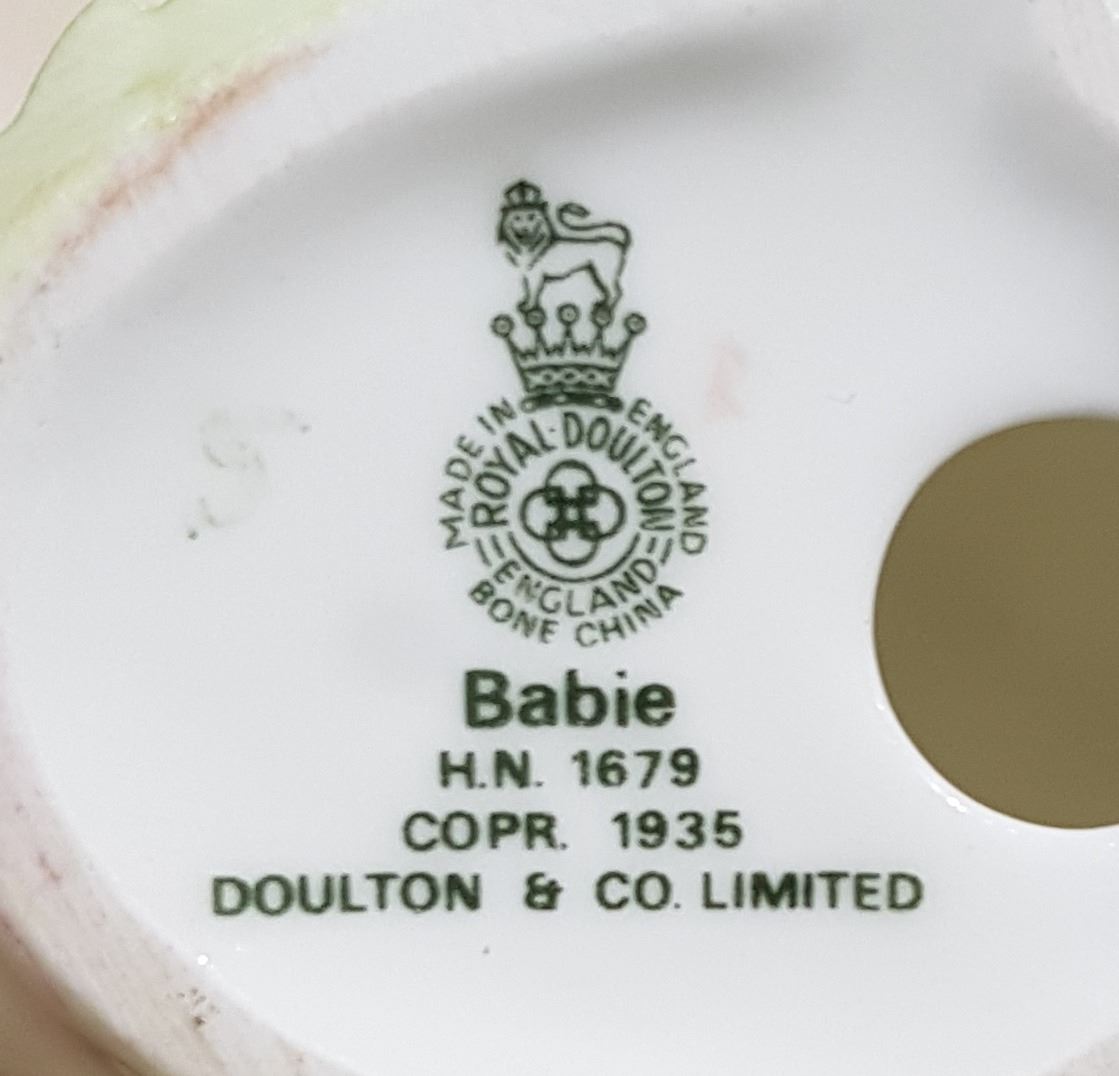 MADE IN ENGLAND
ROYAL·DOULTON
ENGLAND
BONE CHINA
Babie
H.N. 1679
COPR. 1935
DOULTON & CO. LIMITED